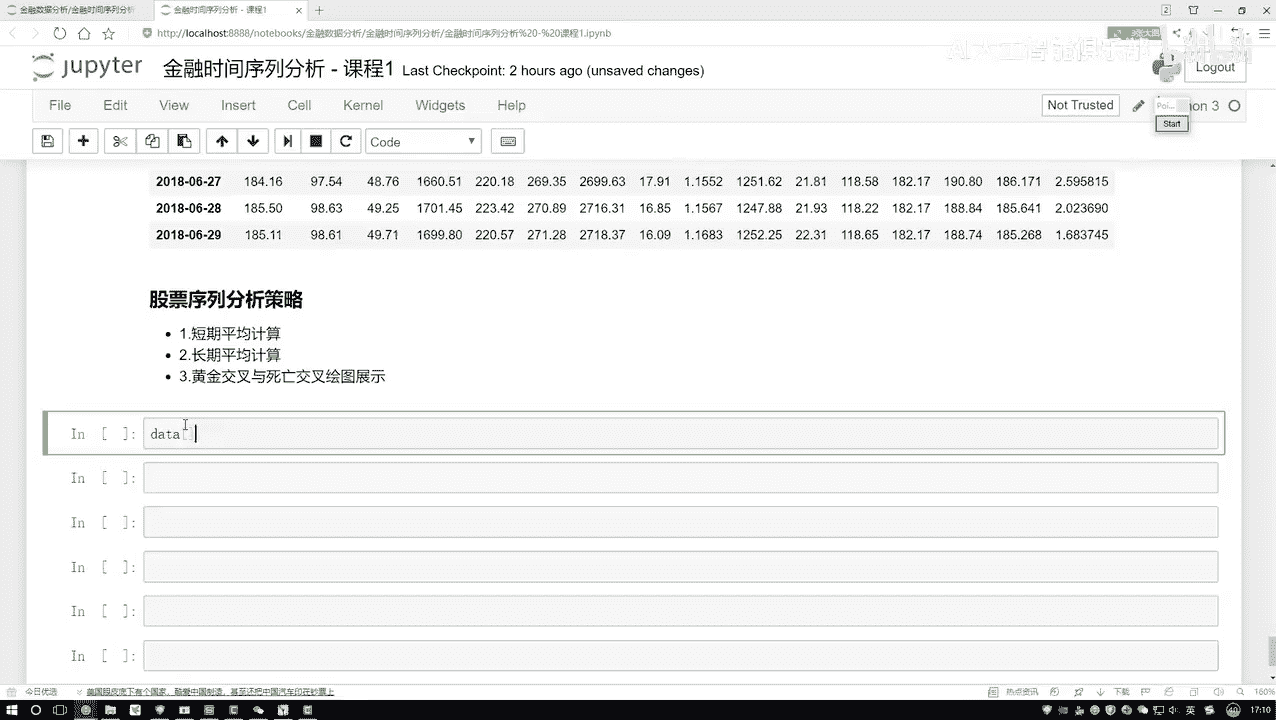 金融数据分析/金融时间序列分析/
金融时间序列分析 - 课程1
http://localhost:8888/notebooks/金融数据分析/金融时间序列分析/金融时间序列分析%20-%20课程1.ipynb
jupyter 金融时间序列分析 - 课程1 Last Checkpoint: 2 hours ago (unsaved changes)
Logout
File Edit View Insert Cell Kernel Widgets Help
Not Trusted
Poi...
Start
3
Code
2018-06-27 184.16 97.54 48.76 1660.51 220.18 269.35 2699.63 17.91 1.1552 1251.62 21.81 118.58 182.17 190.80 186.171 2.595815
2018-06-28 185.50 98.63 49.25 1701.45 223.42 270.89 2716.31 16.85 1.1567 1247.88 21.93 118.22 182.17 188.84 185.641 2.023690
2018-06-29 185.11 98.61 49.71 1699.80 220.57 271.28 2718.37 16.09 1.1683 1252.25 22.31 118.65 182.17 188.74 185.268 1.683745
股票序列分析策略
• 1.短期平均计算
• 2.长期平均计算
• 3.黄金交叉与死亡交叉绘图展示
In [ ]: data[]
In [ ]:
In [ ]:
In [ ]:
In [ ]:
In [ ]:
今日优选
美国眼皮底下有个国家，酷爱中国制造，甚至还把中国汽车印在钞票上
热点资讯
下载
160%
英
17:10